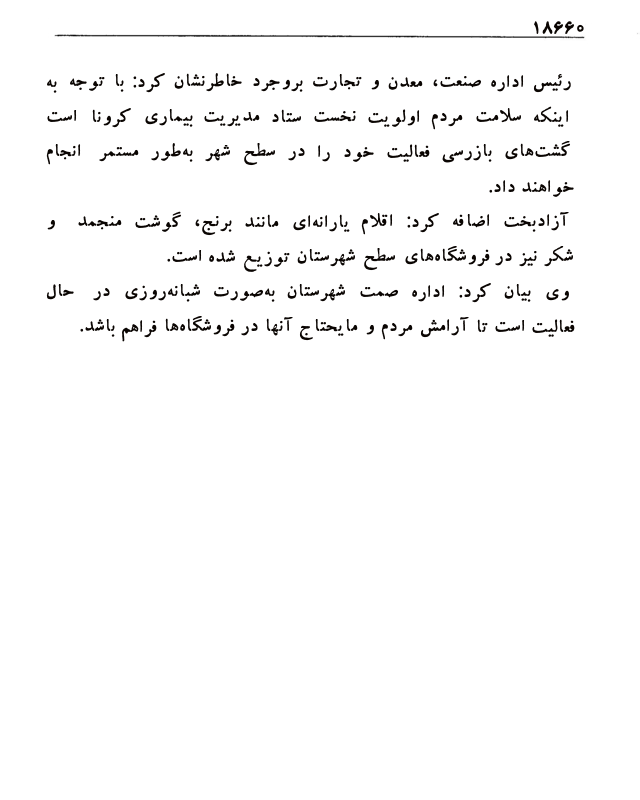 ۱۸۶۶۰
رئیس اداره صنعت، معدن و تجارت بروجرد خاطرنشان کرد: با توجه به
اینکه سلامت مردم اولویت نخست ستاد مدیریت بیماری کرونا است
گشت‌های بازرسی فعالیت خود را در سطح شهر به‌طور مستمر انجام
خواهند داد.
آزادبخت اضافه کرد: اقلام یارانه‌ای مانند برنج، گوشت منجمد و
شکر نیز در فروشگاه‌های سطح شهرستان توزیع شده است.
وی بیان کرد: اداره صمت شهرستان به‌صورت شبانه‌روزی در حال
فعالیت است تا آرامش مردم و مایحتاج آنها در فروشگاه‌ها فراهم باشد.